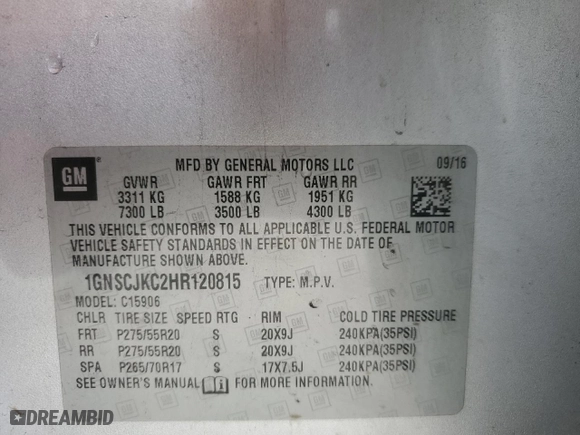 GM
MFD BY GENERAL MOTORS LLC 09/16
GVWR GAWR FRT GAWR RR
3311 KG 1588 KG 1951 KG
7300 LB 3500 LB 4300 LB
THIS VEHICLE CONFORMS TO ALL APPLICABLE U.S. FEDERAL MOTOR
VEHICLE SAFETY STANDARDS IN EFFECT ON THE DATE OF
MANUFACTURE SHOWN ABOVE.
1GNSCJKC2HR120815 TYPE: M.P.V.
MODEL: C15906
CHLR TIRE SIZE SPEED RTG RIM COLD TIRE PRESSURE
FRT P275/55R20 S 20X9J 240KPA(35PSI)
RR P275/55R20 S 20X9J 240KPA(35PSI)
SPA P265/70R17 S 17X7.5J 240KPA(35PSI)
SEE OWNER'S MANUAL FOR MORE INFORMATION.
DREAMBID